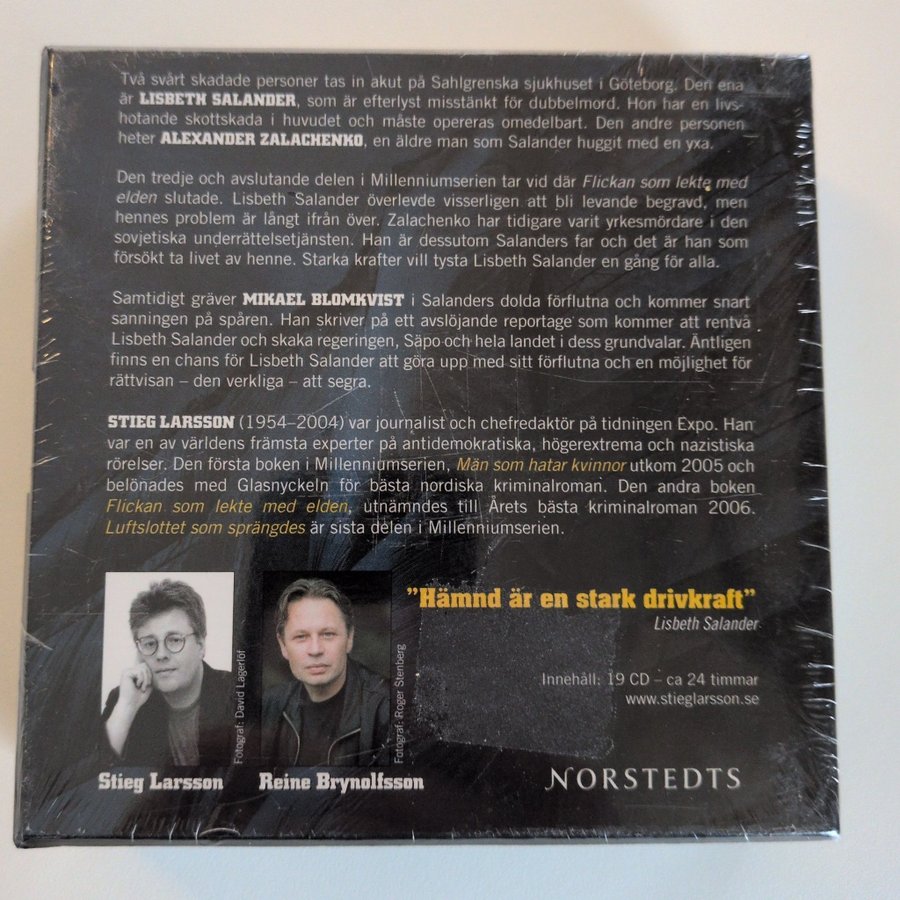 Två svårt skadade personer tas in akut på Sahlgrenska sjukhuset i Göteborg. Den ena
är LISBETH SALANDER, som är efterlyst misstänkt för dubbelmord. Hon har en livs-
hotande skottskada i huvudet och måste opereras omedelbart. Den andre personen
heter ALEXANDER ZALACHENKO, en äldre man som Salander huggit med en yxa.
Den tredje och avslutande delen i Millenniumserien tar vid där Flickan som lekte med
elden slutade. Lisbeth Salander överlevde visserligen att bli levande begravd, men
hennes problem är långt ifrån över. Zalachenko har tidigare varit yrkesmördare i den
sovjetiska underrättelsetjänsten. Han är dessutom Salanders far och det är han som
försökt ta livet av henne. Starka krafter vill tysta Lisbeth Salander en gång för alla.
Samtidigt gräver MIKAEL BLOMKVIST i Salanders dolda förflutna och kommer snart
sanningen på spåren. Han skriver på ett avslöjande reportage som kommer att rentvå
Lisbeth Salander och skaka regeringen, Säpo och hela landet i dess grundvalar. Äntligen
finns en chans för Lisbeth Salander att göra upp med sitt förflutna och en möjlighet för
rättvisan – den verkliga – att segra.
STIEG LARSSON (1954–2004) var journalist och chefredaktör på tidningen Expo. Han
var en av världens främsta experter på antidemokratiska, högerextrema och nazistiska
rörelser. Den första boken i Millenniumserien, Män som hatar kvinnor utkom 2005 och
belönades med Glasnyckeln för bästa nordiska kriminalroman. Den andra boken
Flickan som lekte med elden, utnämndes till Årets bästa kriminalroman 2006.
Luftslottet som sprängdes är sista delen i Millenniumserien.
"Hämnd är en stark drivkraft"
Lisbeth Salander
Innehåll: 19 CD – ca 24 timmar
www.stieglarsson.se
Fotograf: David Lagerlöf
Fotograf: Roger Stenberg
Stieg Larsson
Reine Brynolfsson
NORSTEDTS